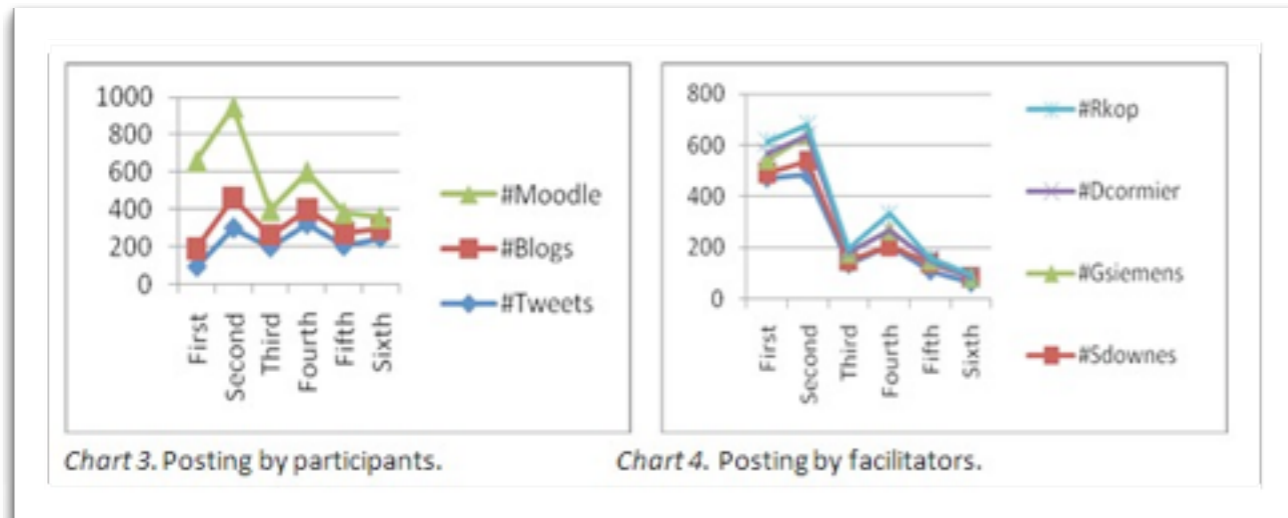 1000
800
600
400
200
0
First
Second
Third
Fourth
Fifth
Sixth
#Moodle
#Blogs
#Tweets
Chart 3. Posting by participants.
800
600
400
200
0
First
Second
Third
Fourth
Fifth
Sixth
#Rkop
#Dcormier
#Gsiemens
#Sdownes
Chart 4. Posting by facilitators.